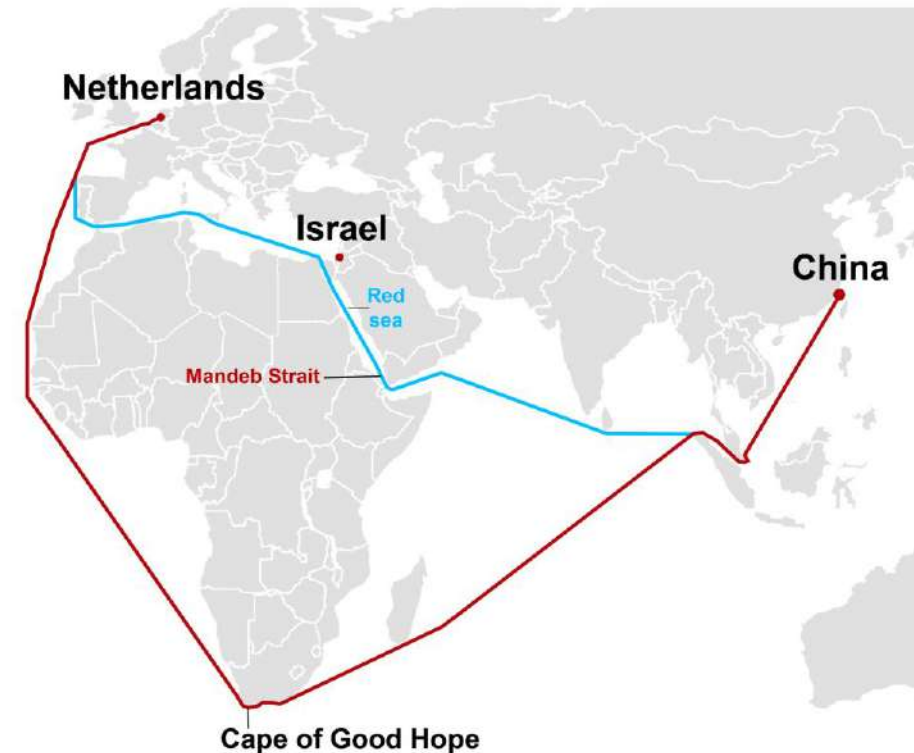 Netherlands
Israel
China
Red
sea
Mandeb Strait
Cape of Good Hope